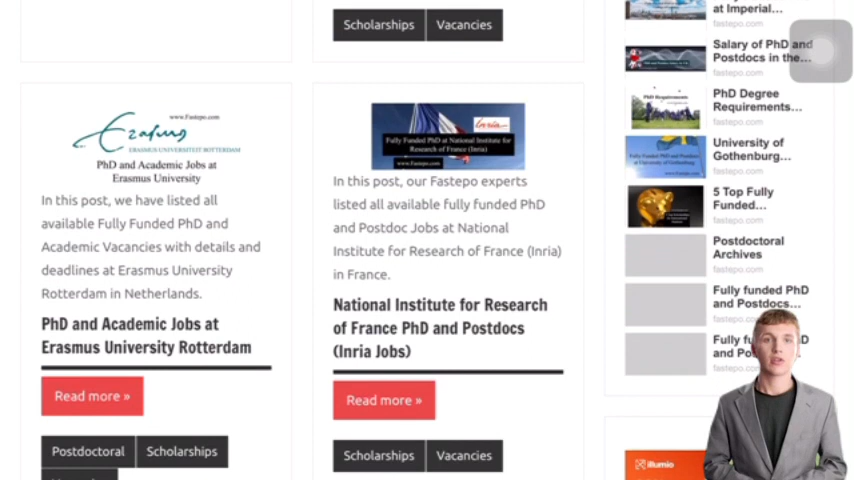 Scholarships
Vacancies
www.Fastepo.com
Erasmus
ERASMUS UNIVERSITEIT ROTTERDAM
PhD and Academic Jobs at
Erasmus University
In this post, we have listed all
available Fully Funded PhD and
Academic Vacancies with details and
deadlines at Erasmus University
Rotterdam in Netherlands.
PhD and Academic Jobs at
Erasmus University Rotterdam
Read more »
Postdoctoral
Scholarships
Inria
Fully Funded PhD at National Institute for
Research of France (Inria)
www.Fastepo.com
In this post, our Fastepo experts
listed all available fully funded PhD
and Postdoc Jobs at National
Institute for Research of France (Inria)
in France.
National Institute for Research
of France PhD and Postdocs
(Inria Jobs)
Read more »
Scholarships
Vacancies
at Imperial...
fastepo.com
Salary of PhD and
Postdocs in the...
fastepo.com
PhD Requirements
PhD Degree
Requirements...
fastepo.com
University of
Gothenburg...
fastepo.com
5 Top Fully
Funded...
fastepo.com
Postdoctoral
Archives
fastepo.com
Fully funded PhD
and Postdocs...
fastepo.com
illumio